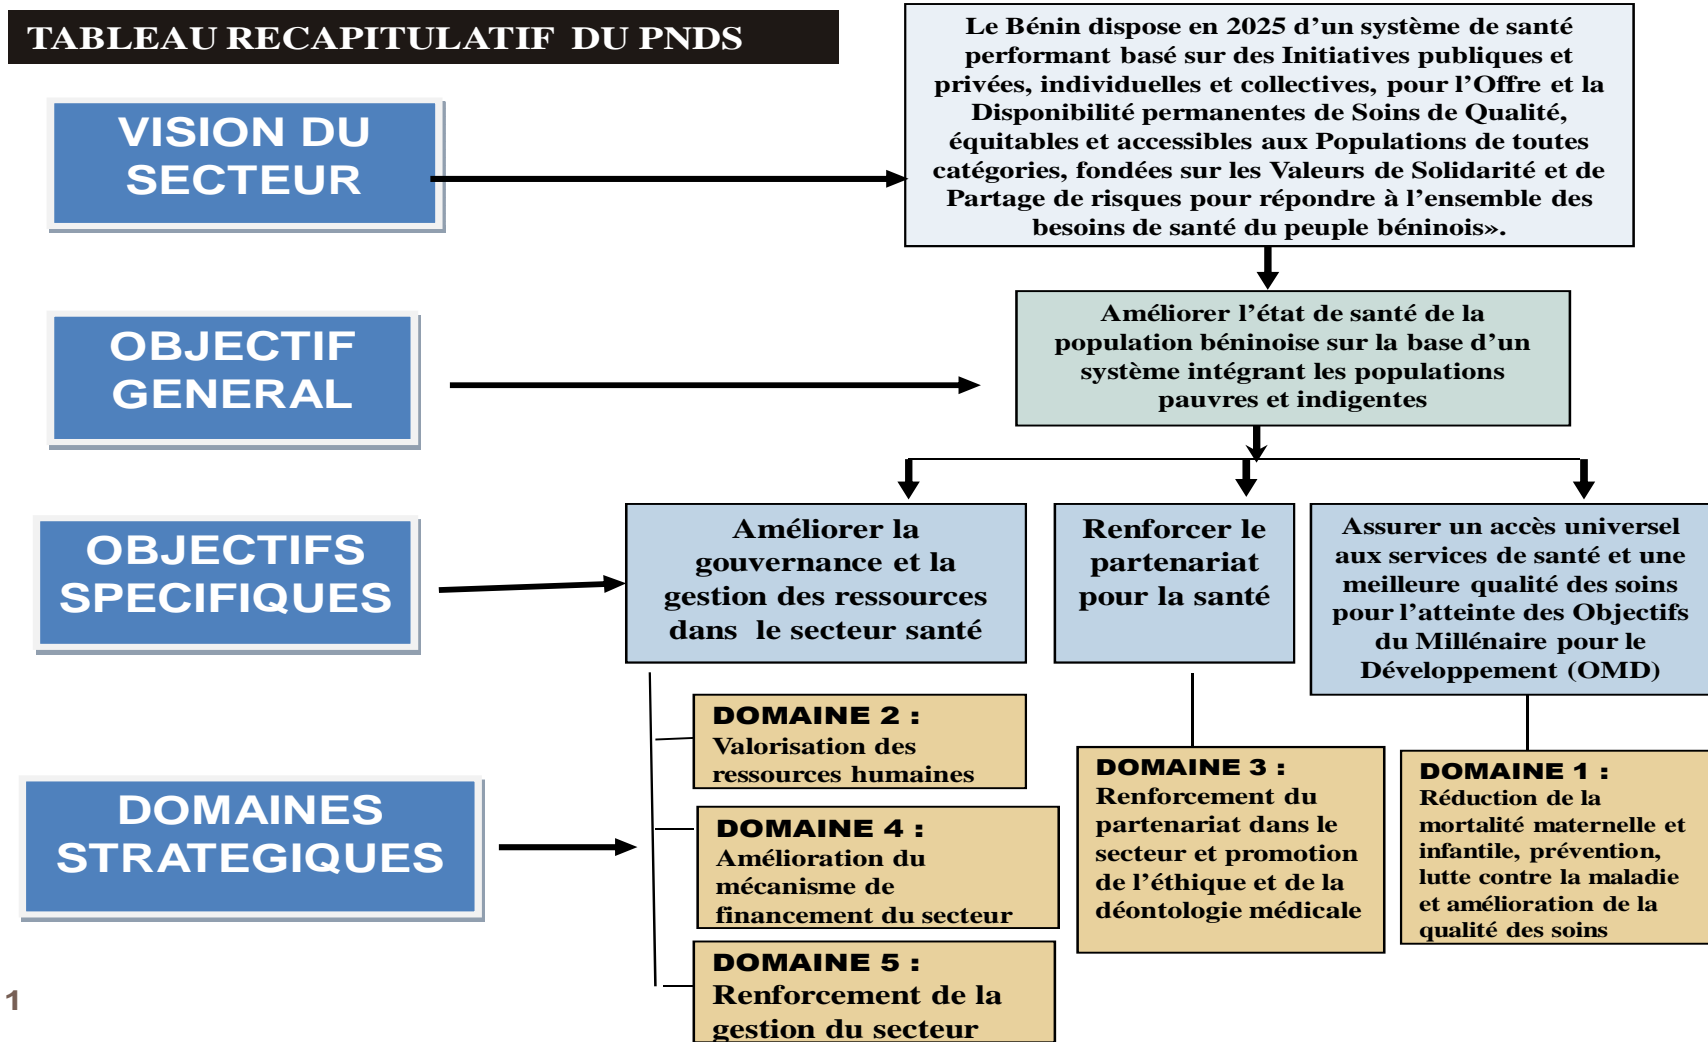 TABLEAU RECAPITULATIF DU PNDS
VISION DU
SECTEUR
Le Bénin dispose en 2025 d’un système de santé
performant basé sur des Initiatives publiques et
privées, individuelles et collectives, pour l’Offre et la
Disponibilité permanentes de Soins de Qualité,
équitables et accessibles aux Populations de toutes
catégories, fondées sur les Valeurs de Solidarité et de
Partage de risques pour répondre à l’ensemble des
besoins de santé du peuple béninois».
OBJECTIF
GENERAL
Améliorer l’état de santé de la
population béninoise sur la base d’un
système intégrant les populations
pauvres et indigentes
OBJECTIFS
SPECIFIQUES
Améliorer la
gouvernance et la
gestion des ressources
dans le secteur santé
Renforcer le
partenariat
pour la santé
Assurer un accès universel
aux services de santé et une
meilleure qualité des soins
pour l’atteinte des Objectifs
du Millénaire pour le
Développement (OMD)
DOMAINES
STRATEGIQUES
DOMAINE 2 :
Valorisation des
ressources humaines
DOMAINE 4 :
Amélioration du
mécanisme de
financement du secteur
DOMAINE 5 :
Renforcement de la
gestion du secteur
DOMAINE 3 :
Renforcement du
partenariat dans le
secteur et promotion
de l’éthique et de la
déontologie médicale
DOMAINE 1 :
Réduction de la
mortalité maternelle et
infantile, prévention,
lutte contre la maladie
et amélioration de la
qualité des soins
1